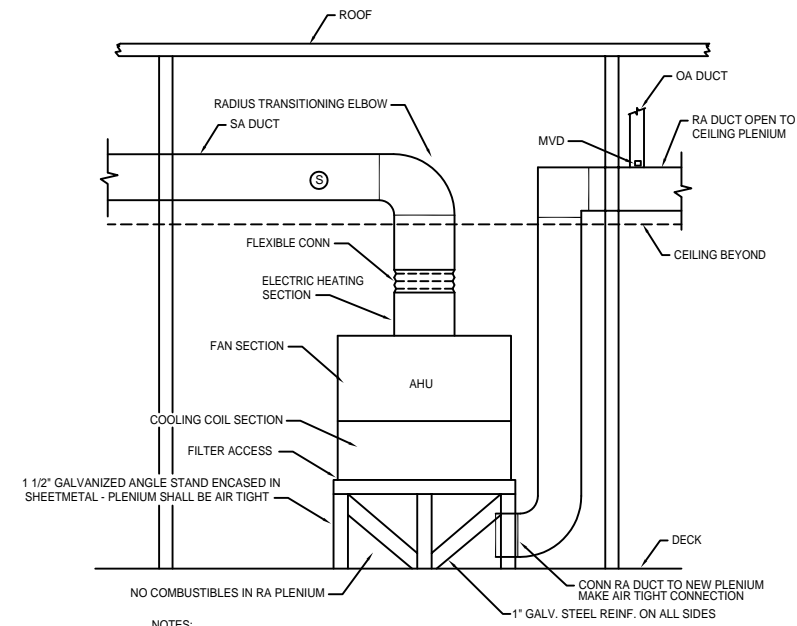 ROOF
OA DUCT
RADIUS TRANSITIONING ELBOW
SA DUCT
RA DUCT OPEN TO
CEILING PLENIUM
MVD
S
FLEXIBLE CONN
CEILING BEYOND
ELECTRIC HEATING
SECTION
FAN SECTION
AHU
COOLING COIL SECTION
FILTER ACCESS
1 1/2" GALVANIZED ANGLE STAND ENCASED IN
SHEETMETAL - PLENIUM SHALL BE AIR TIGHT
DECK
NO COMBUSTIBLES IN RA PLENIUM
CONN RA DUCT TO NEW PLENIUM
MAKE AIR TIGHT CONNECTION
1" GALV. STEEL REINF. ON ALL SIDES
NOTES: